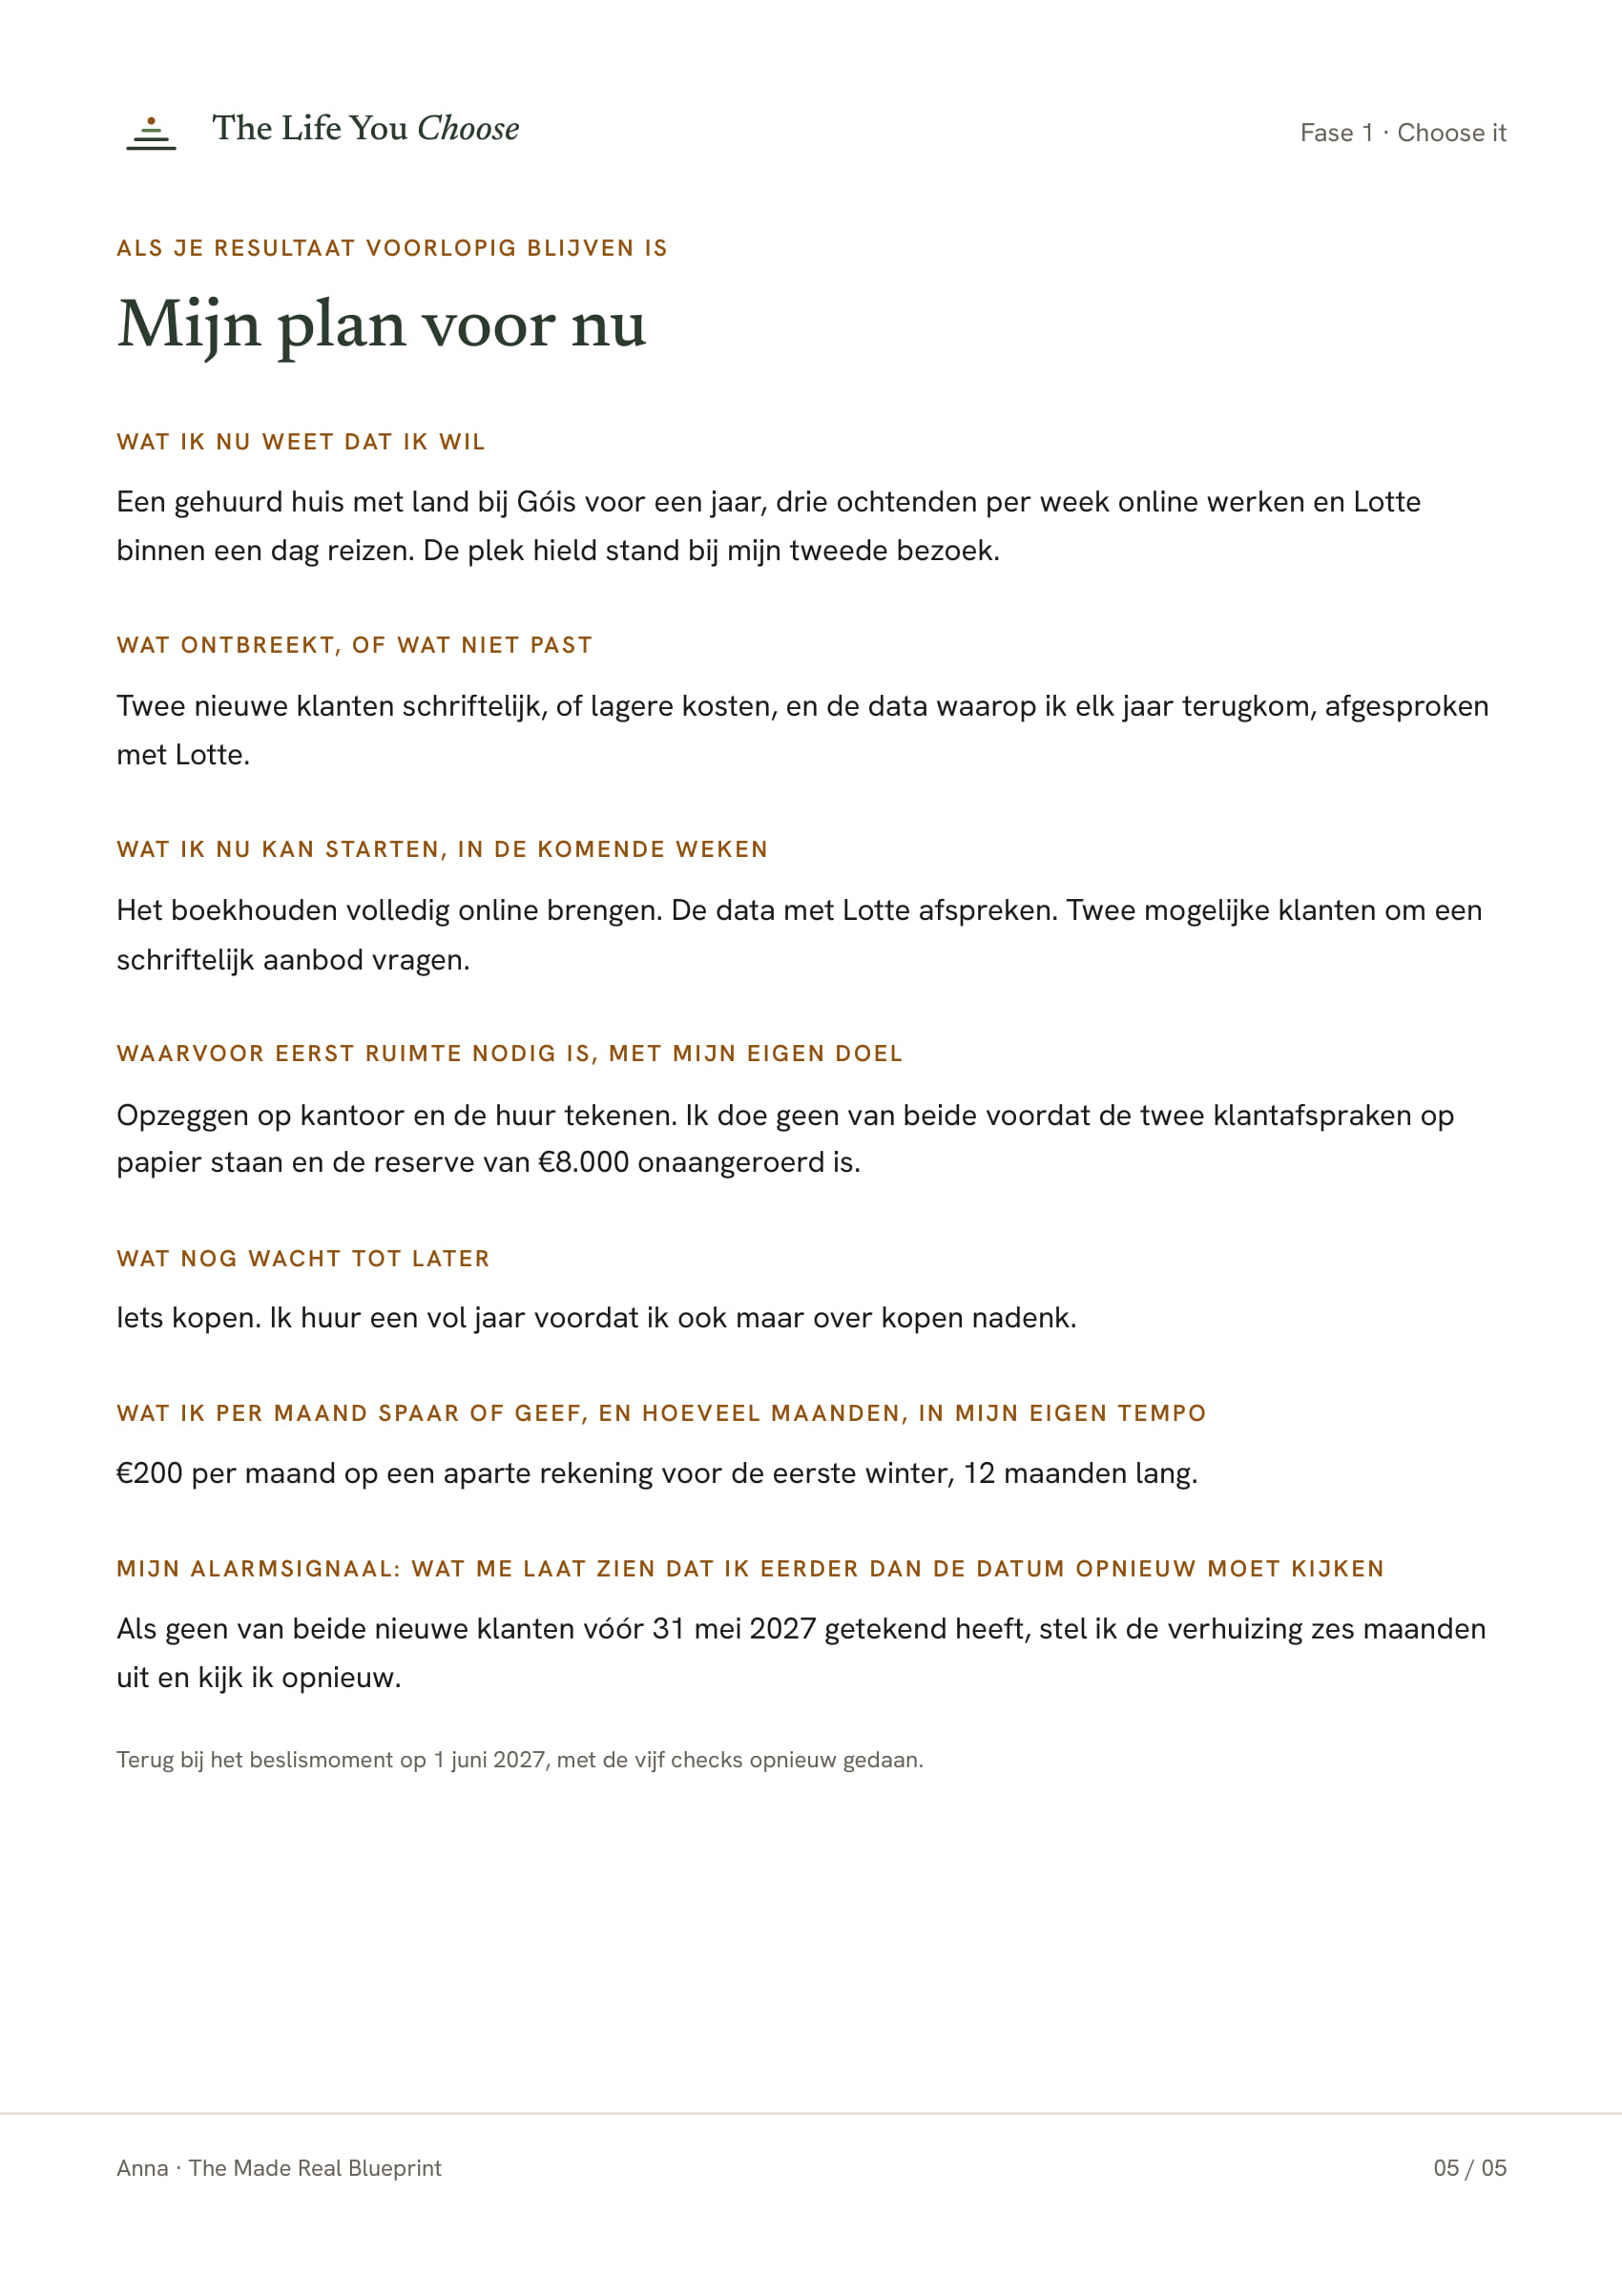 The Life You Choose
Fase 1 · Choose it
ALS JE RESULTAAT VOORLOPIG BLIJVEN IS
Mijn plan voor nu
WAT IK NU WEET DAT IK WIL
Een gehuurd huis met land bij Góis voor een jaar, drie ochtenden per week online werken en Lotte
binnen een dag reizen. De plek hield stand bij mijn tweede bezoek.
WAT ONTBREEKT, OF WAT NIET PAST
Twee nieuwe klanten schriftelijk, of lagere kosten, en de data waarop ik elk jaar terugkom, afgesproken
met Lotte.
WAT IK NU KAN STARTEN, IN DE KOMENDE WEKEN
Het boekhouden volledig online brengen. De data met Lotte afspreken. Twee mogelijke klanten om een
schriftelijk aanbod vragen.
WAARVOOR EERST RUIMTE NODIG IS, MET MIJN EIGEN DOEL
Opzeggen op kantoor en de huur tekenen. Ik doe geen van beide voordat de twee klantafspraken op
papier staan en de reserve van €8.000 onaangeroerd is.
WAT NOG WACHT TOT LATER
Iets kopen. Ik huur een vol jaar voordat ik ook maar over kopen nadenk.
WAT IK PER MAAND SPAAR OF GEEF, EN HOEVEEL MAANDEN, IN MIJN EIGEN TEMPO
€200 per maand op een aparte rekening voor de eerste winter, 12 maanden lang.
MIJN ALARMSIGNAAL: WAT ME LAAT ZIEN DAT IK EERDER DAN DE DATUM OPNIEUW MOET KIJKEN
Als geen van beide nieuwe klanten vóór 31 mei 2027 getekend heeft, stel ik de verhuizing zes maanden
uit en kijk ik opnieuw.
Terug bij het beslismoment op 1 juni 2027, met de vijf checks opnieuw gedaan.
Anna · The Made Real Blueprint
05 / 05